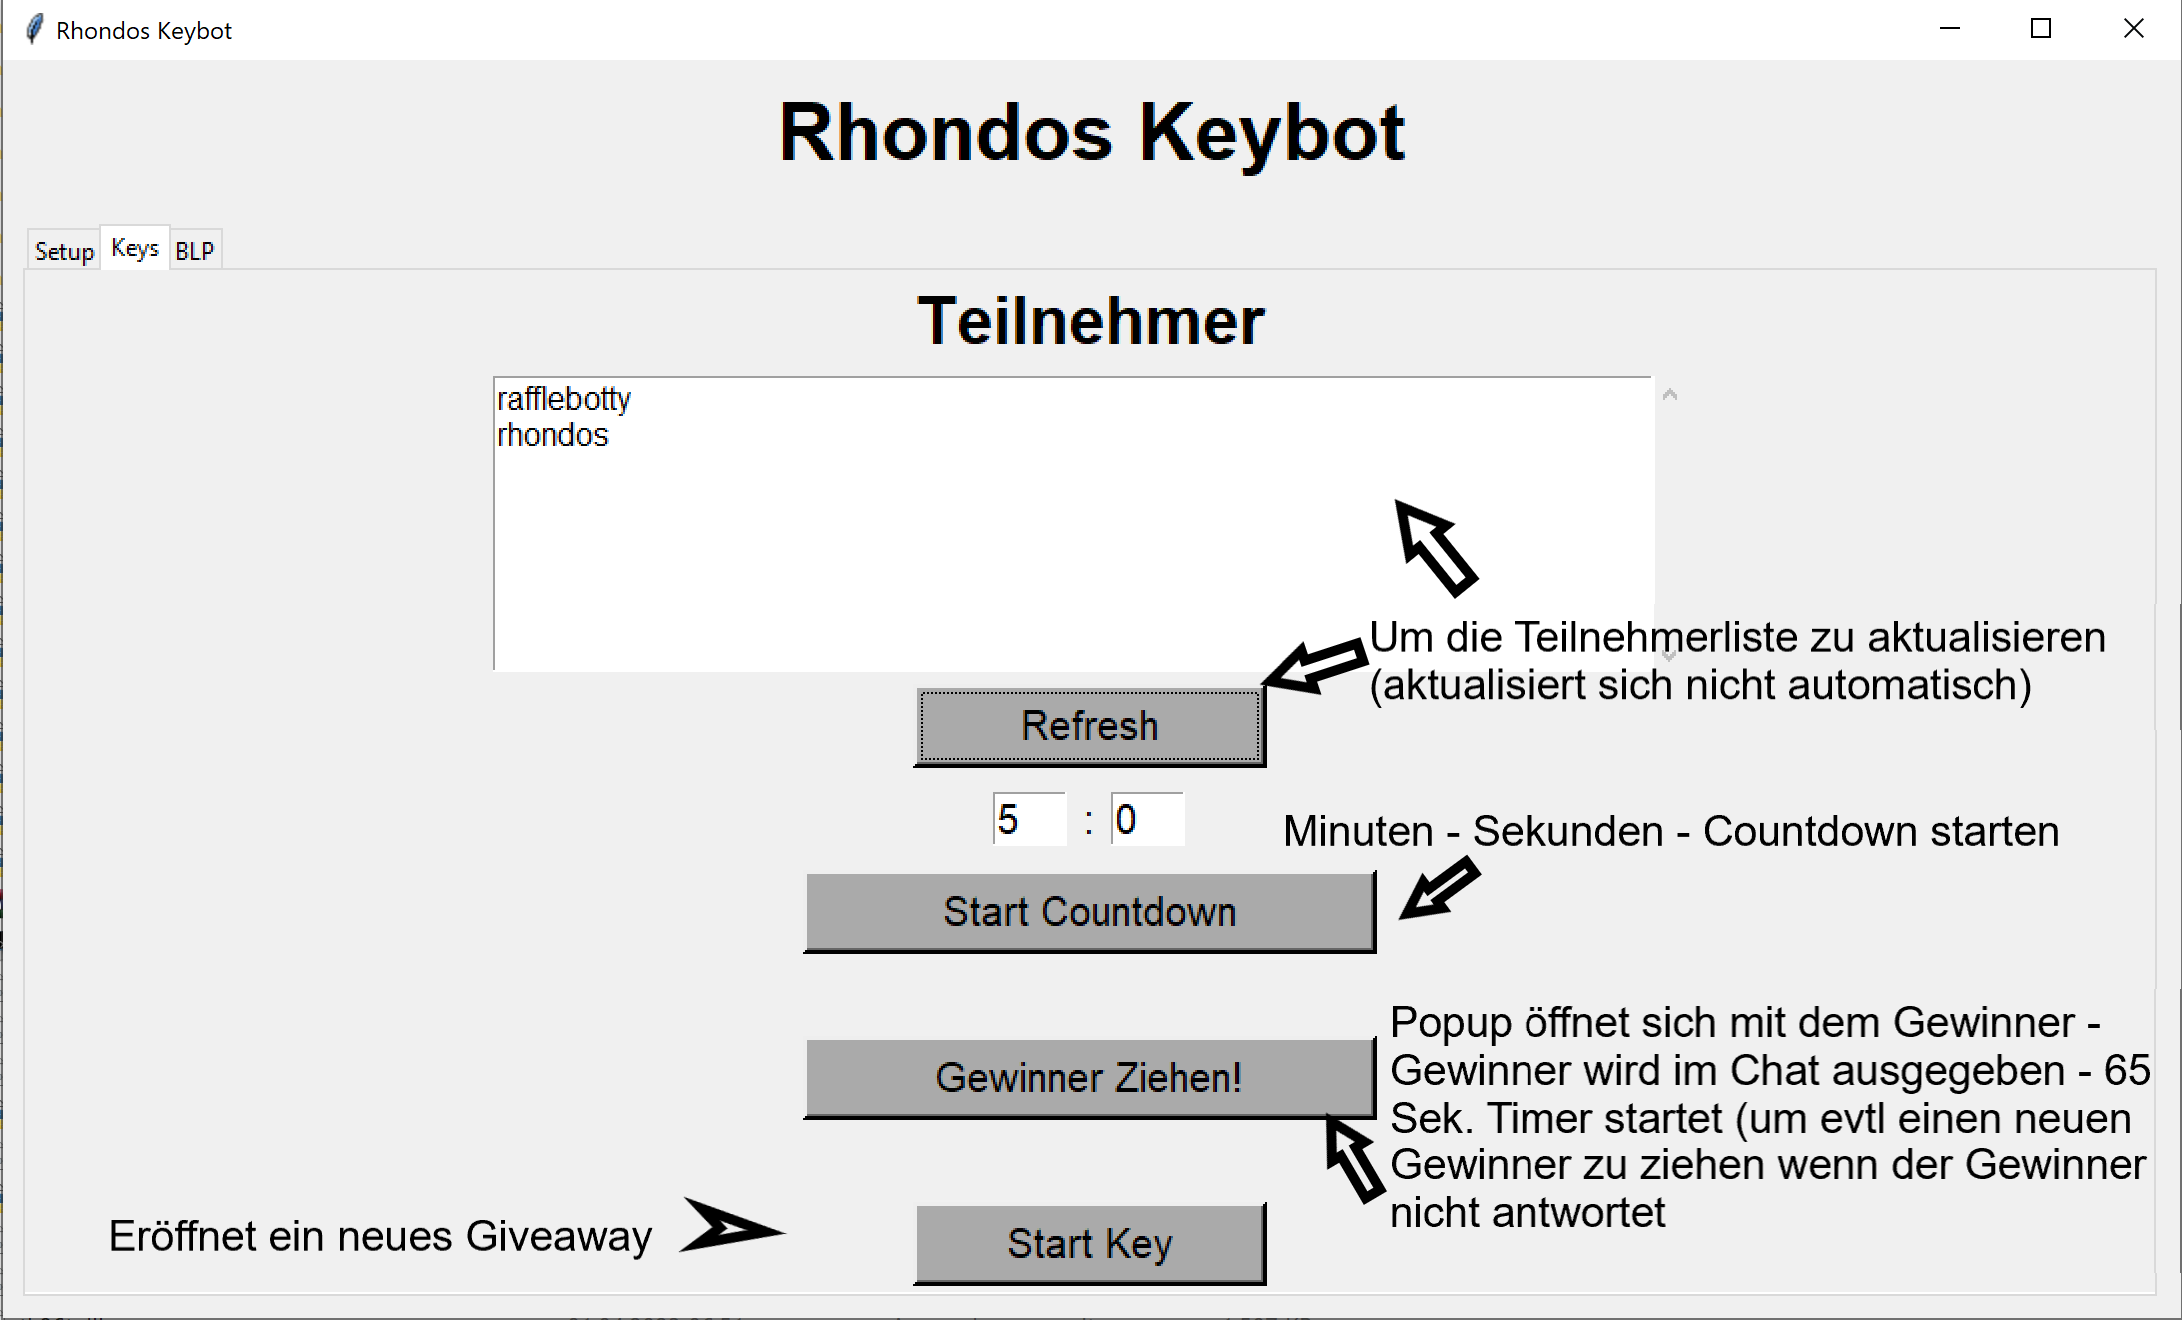 Rhondos Keybot
Rhondos Keybot
Setup Keys BLP
Teilnehmer
rafflebotty
rhondos
Um die Teilnehmerliste zu aktualisieren
(aktualisiert sich nicht automatisch)
Refresh
5 : 0
Minuten - Sekunden - Countdown starten
Start Countdown
Popup öffnet sich mit dem Gewinner -
Gewinner wird im Chat ausgegeben - 65
Sek. Timer startet (um evtl einen neuen
Gewinner zu ziehen wenn der Gewinner
nicht antwortet
Gewinner Ziehen!
Eröffnet ein neues Giveaway
Start Key